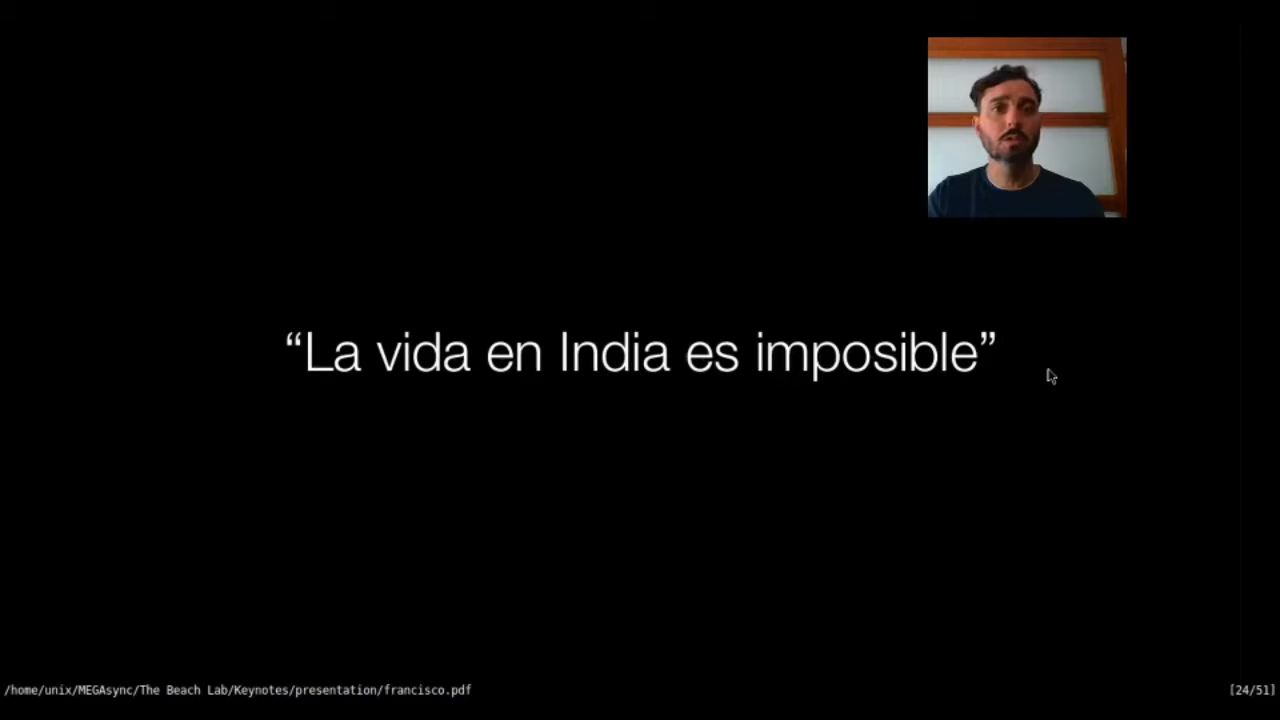 “La vida en India es imposible”
/home/unix/MEGAsync/The Beach Lab/Keynotes/presentation/francisco.pdf
[24/51]